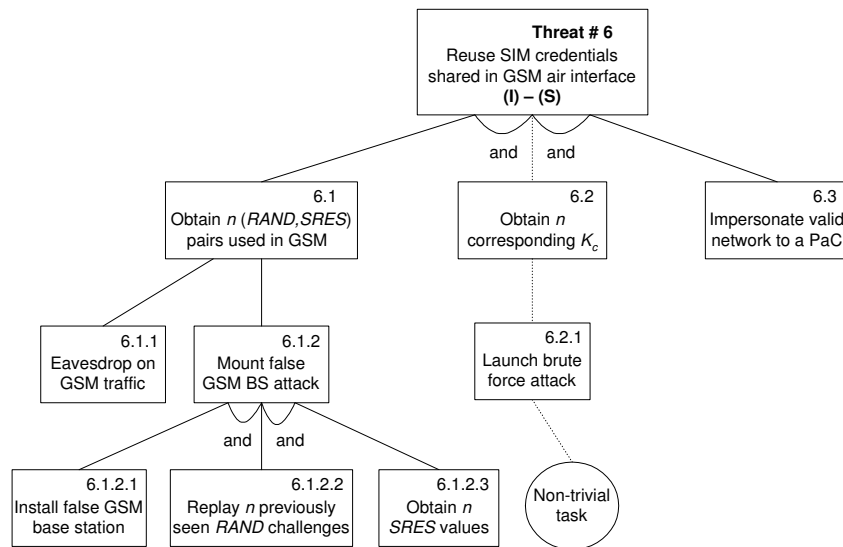 Threat # 6
Reuse SIM credentials
shared in GSM air interface
(I) – (S)
and
and
6.1
Obtain n (RAND,SRES)
pairs used in GSM
6.2
Obtain n
corresponding Kc
6.3
Impersonate valid
network to a PaC
6.1.1
Eavesdrop on
GSM traffic
6.1.2
Mount false
GSM BS attack
6.2.1
Launch brute
force attack
and
and
6.1.2.1
Install false GSM
base station
6.1.2.2
Replay n previously
seen RAND challenges
6.1.2.3
Obtain n
SRES values
Non-trivial
task